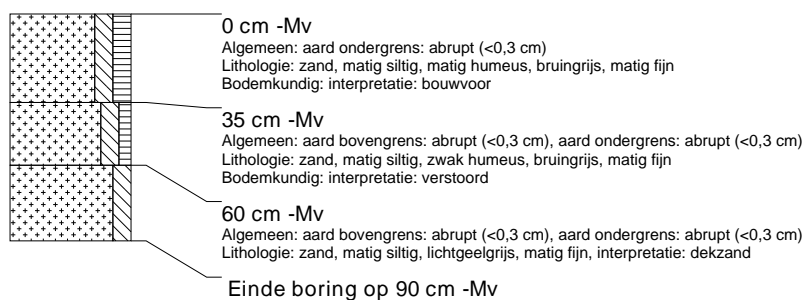 0 cm -Mv
Algemeen: aard ondergrens: abrupt (<0,3 cm)
Lithologie: zand, matig siltig, matig humeus, bruingrijs, matig fijn
Bodemkundig: interpretatie: bouwvoor
35 cm -Mv
Algemeen: aard bovengrens: abrupt (<0,3 cm), aard ondergrens: abrupt (<0,3 cm)
Lithologie: zand, matig siltig, zwak humeus, bruingrijs, matig fijn
Bodemkundig: interpretatie: verstoord
60 cm -Mv
Algemeen: aard bovengrens: abrupt (<0,3 cm), aard ondergrens: abrupt (<0,3 cm)
Lithologie: zand, matig siltig, lichtgeelgrijs, matig fijn, interpretatie: dekzand
Einde boring op 90 cm -Mv